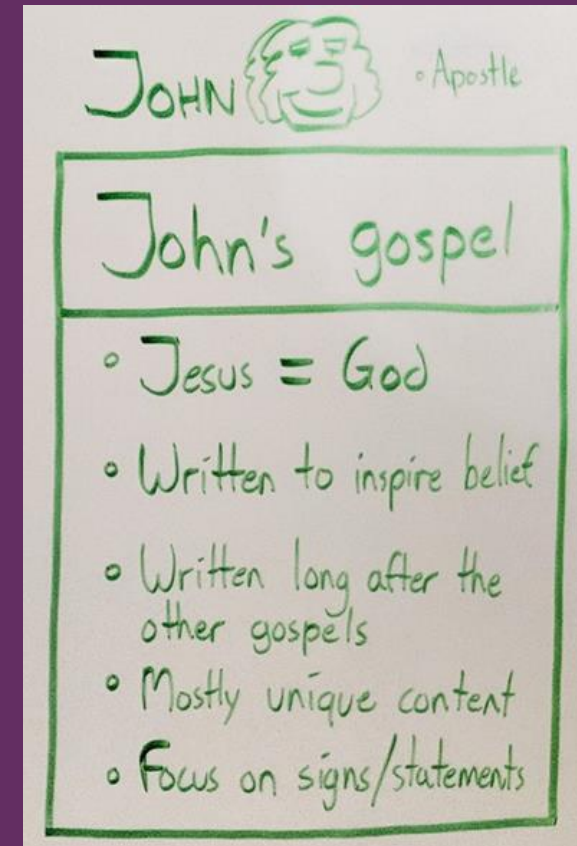 JOHN • Apostle
John's gospel
• Jesus = God
• Written to inspire belief
• Written long after the
other gospels
• Mostly unique content
• Focus on signs/statements